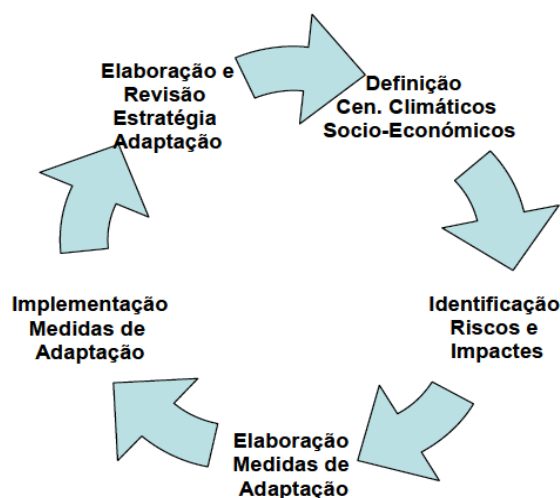 Elaboração e
Revisão
Estratégia
Adaptação
Definição
Cen. Climáticos
Socio-Económicos
Identificação
Riscos e
Impactes
Elaboração
Medidas de
Adaptação
Implementação
Medidas de
Adaptação